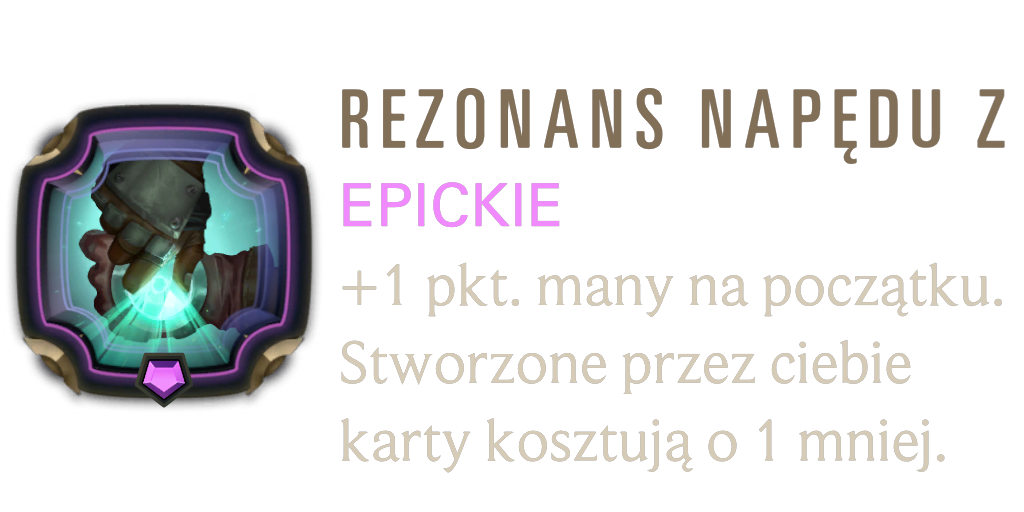 REZONANS NAPĘDU Z
EPICKIE
+1 pkt. many na początku.
Stworzone przez ciebie
karty kosztują o 1 mniej.